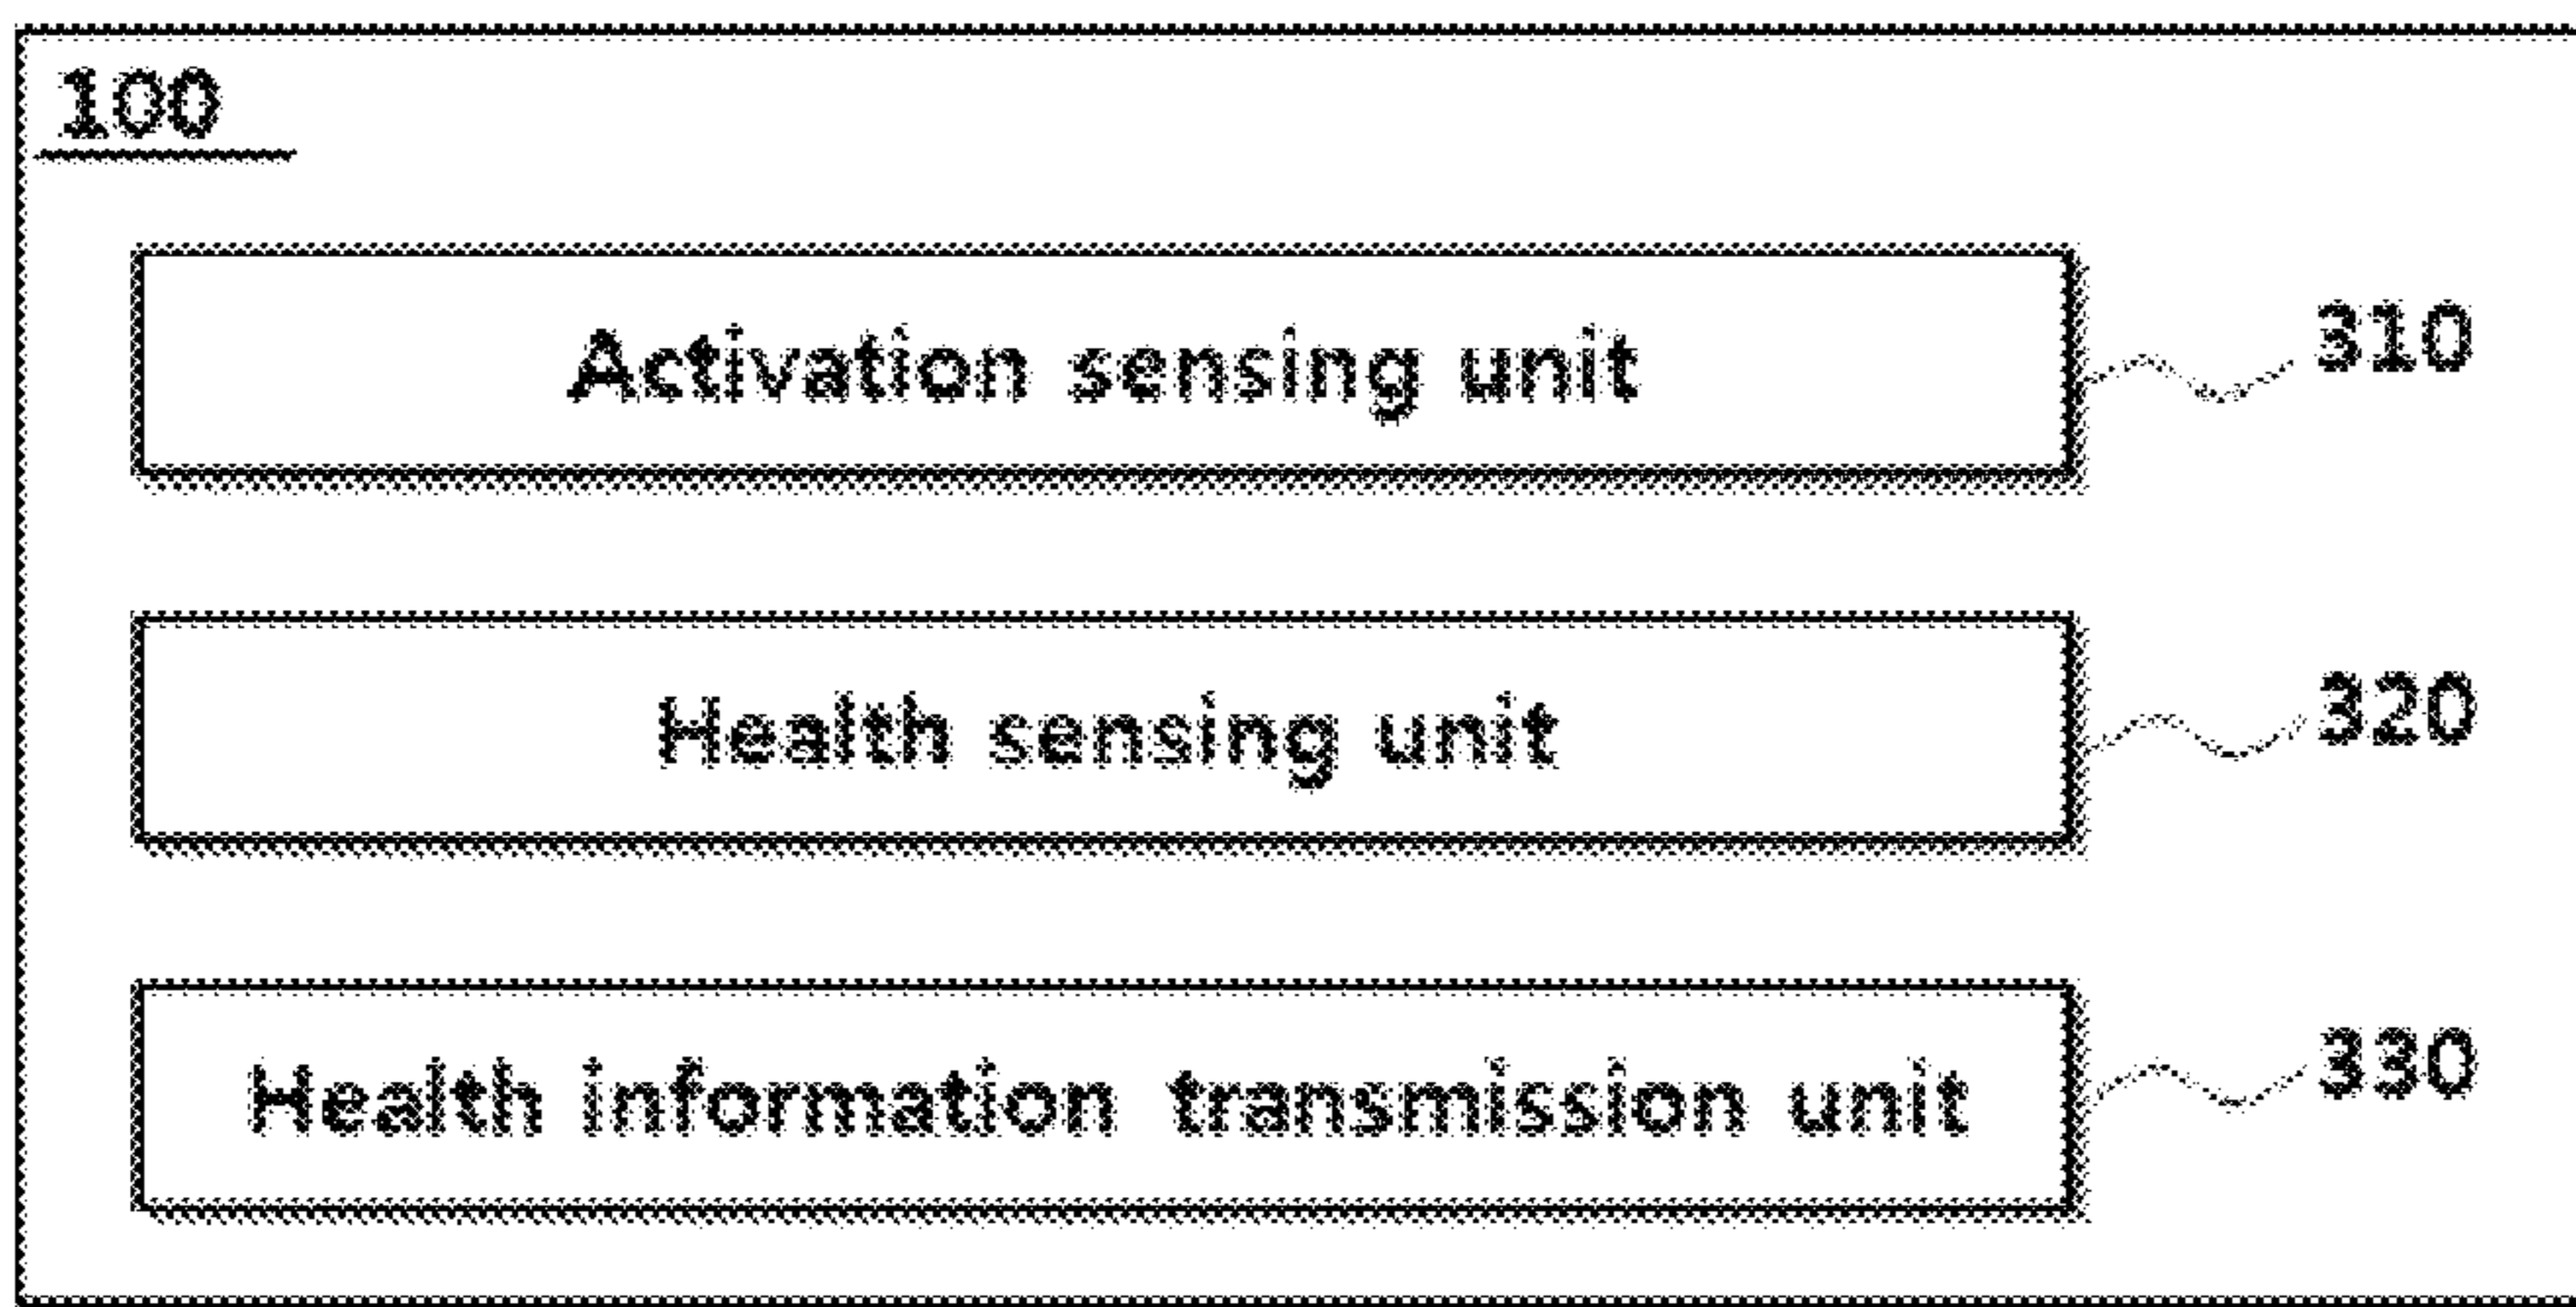 100
Activation sensing unit 310
Health sensing unit 320
Health information transmission unit 330